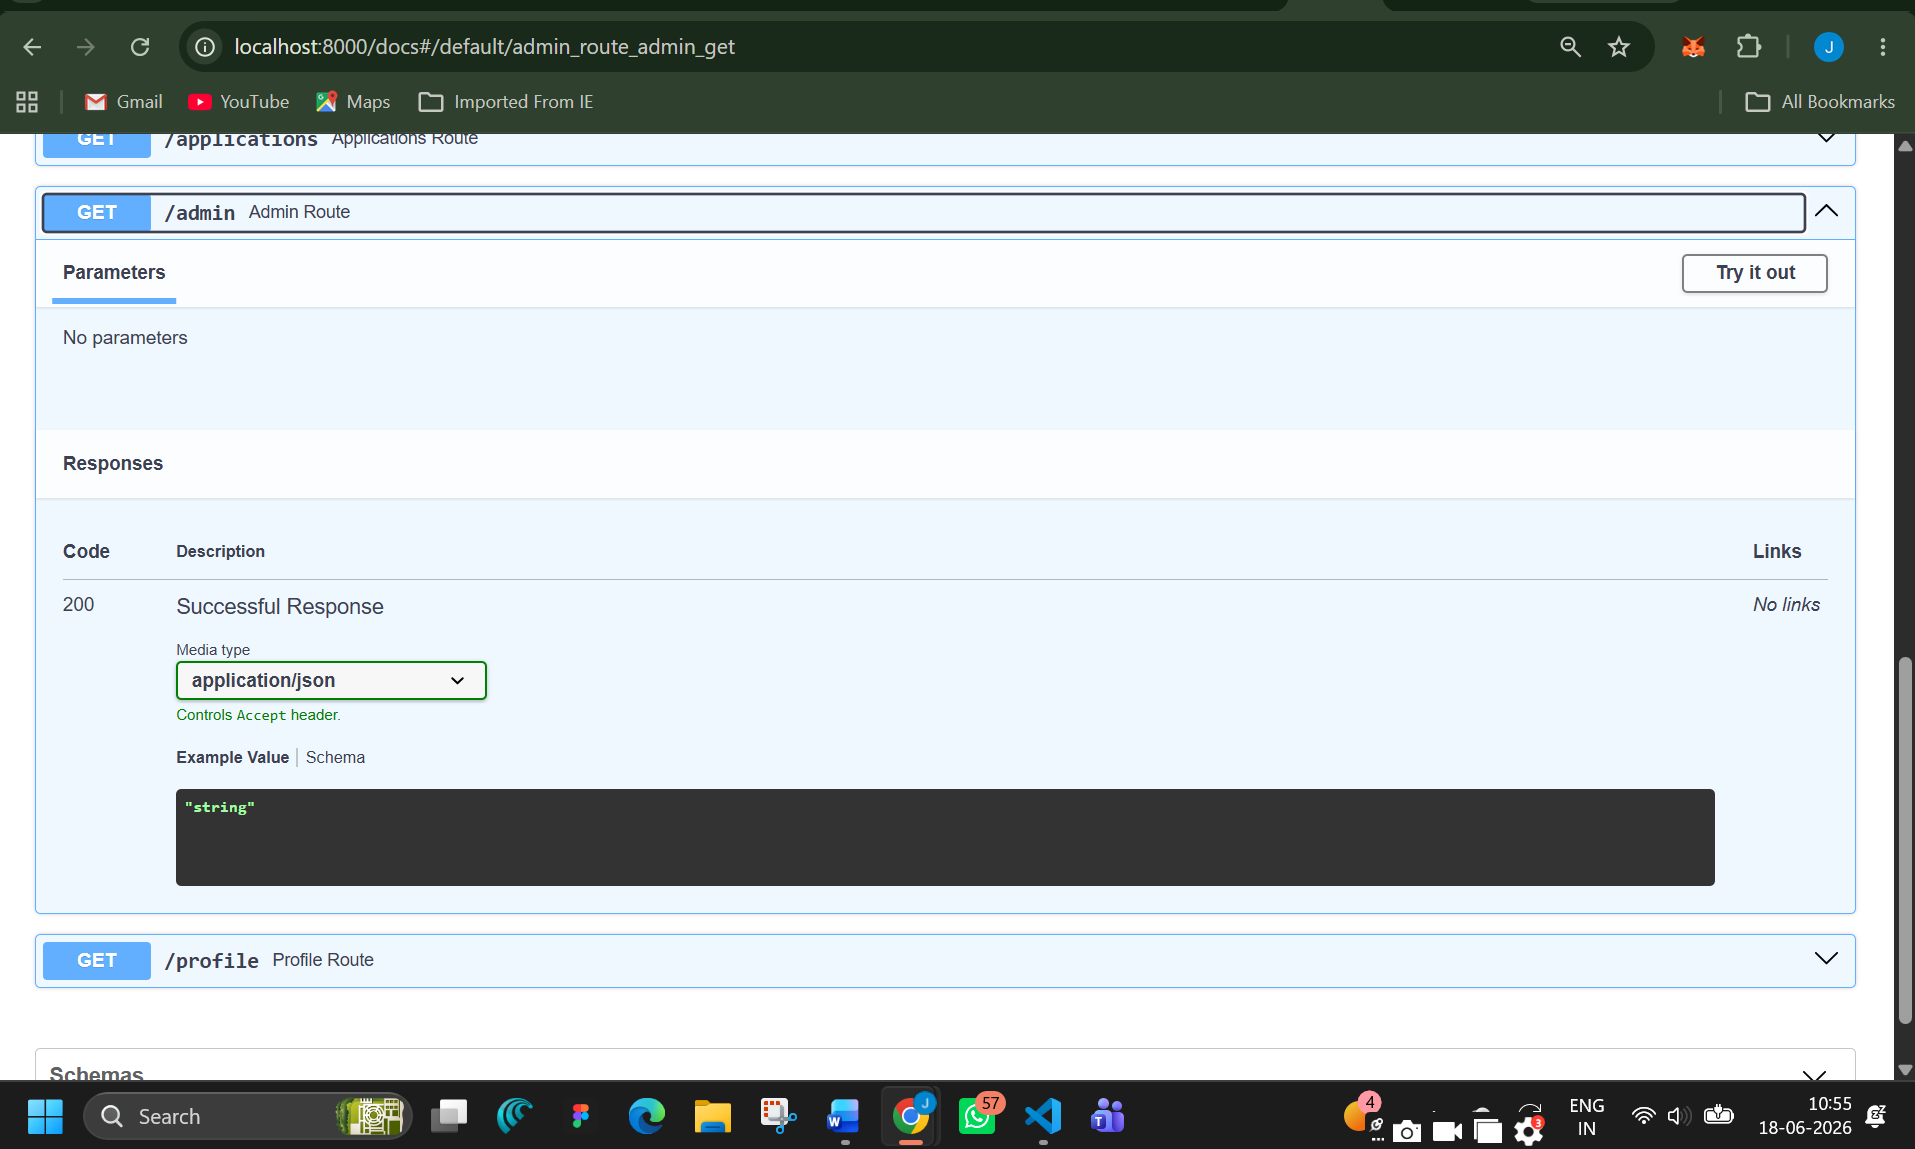 localhost:8000/docs#/default/admin_route_admin_get
J
Gmail
YouTube
Maps
Imported From IE
All Bookmarks
GET /applications Applications Route
GET /admin Admin Route
Parameters
Try it out
No parameters
Responses
Code Description Links
200 Successful Response No links
Media type
application/json
Controls Accept header.
Example Value | Schema
"string"
GET /profile Profile Route
Schemas
Search
J
57
4
3
ENG
IN
10:55
18-06-2026